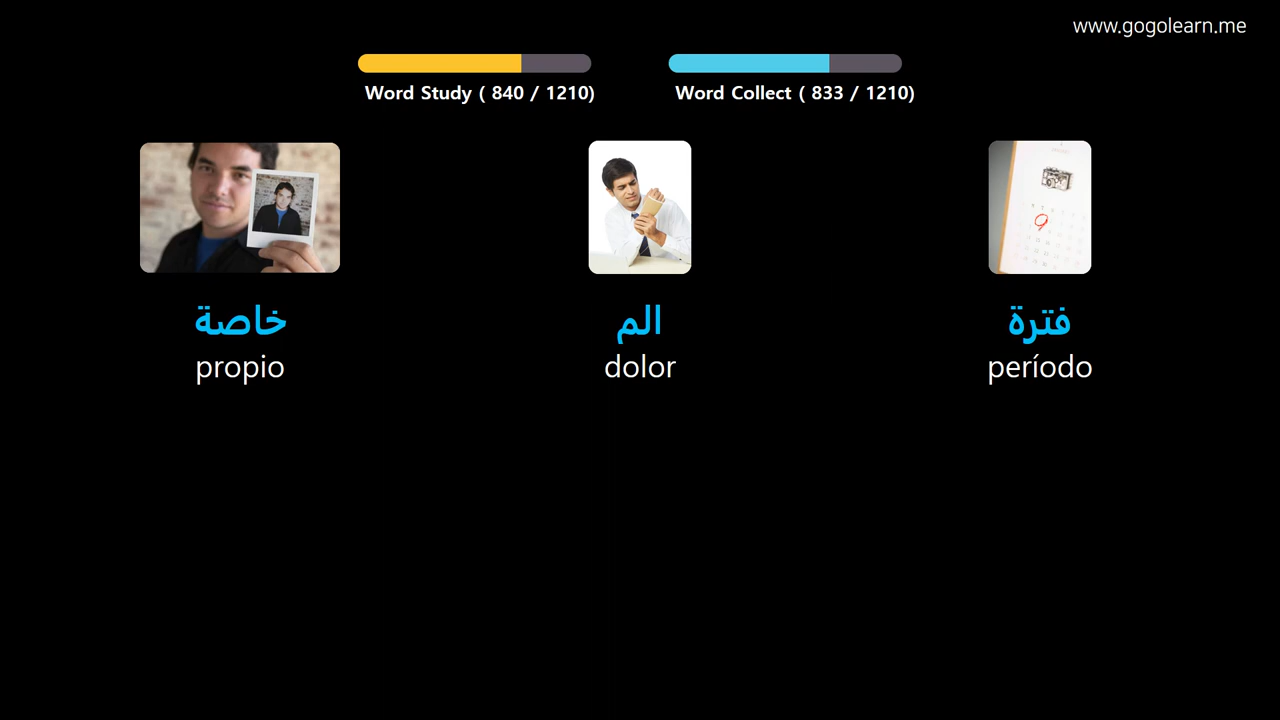 www.gogolearn.me
Word Study ( 840 / 1210)
Word Collect ( 833 / 1210)
خاصة
propio
الم
dolor
فترة
período